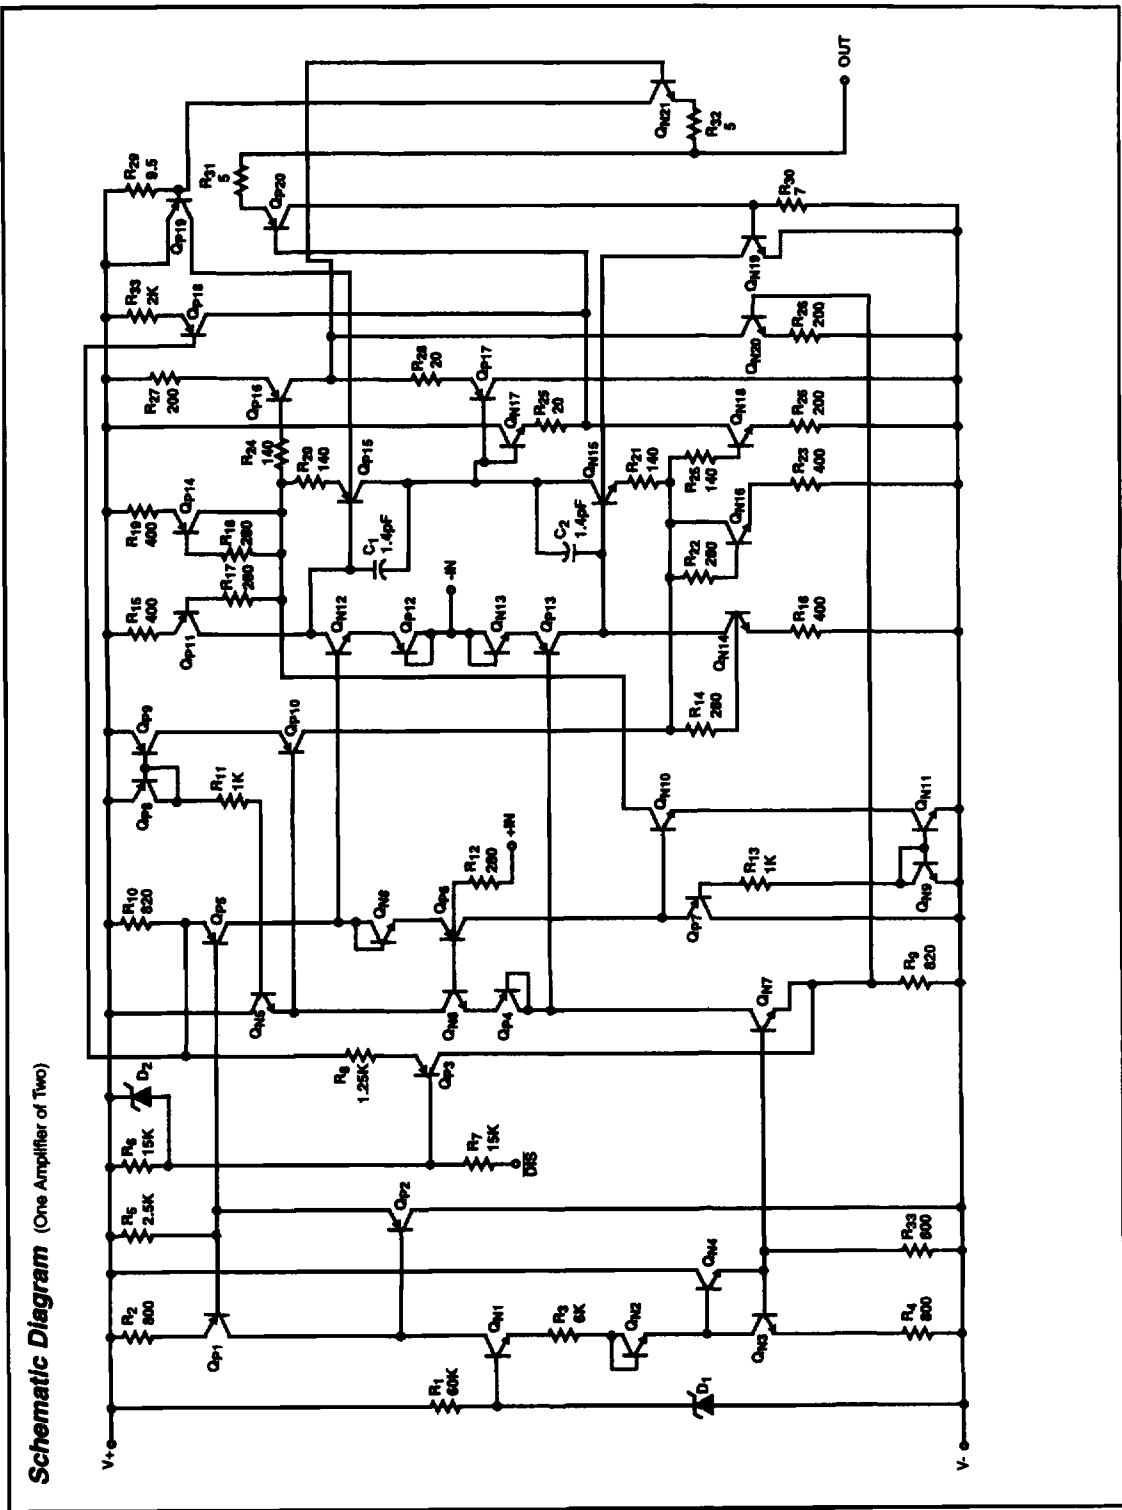 Schematic Diagram (One Amplifier of Two)
V+
R1
60K
D1
V-
R2
800
QP1
QN1
R3
6K
QN2
QN3
R4
800
R5
2.5K
QP2
QN4
R33
800
R6
15K
D2
R7
15K
DIS
R8
1.25K
QP3
QN5
QN6
QP4
QN7
R9
820
R10
820
QP5
QN8
QP6
R12
280
+IN
QP7
R13
1K
QN9
QN11
QP8
QP9
R11
1K
QP10
QN10
R14
280
R15
400
QP11
R17
280
QN12
QP12
-IN
QN13
QP13
QN14
R16
400
R19
400
QP14
R18
280
C1
1.4pF
C2
1.4pF
R22
280
QN16
R23
400
R24
140
R20
140
QP15
QN15
R21
140
R25
140
QN18
R26
200
R27
200
QP16
R28
20
QP17
QN17
R25
20
R33
2K
QP18
QN20
R26
200
R29
9.5
QP19
R31
5
QP20
QN19
R30
7
QN21
R32
5
OUT